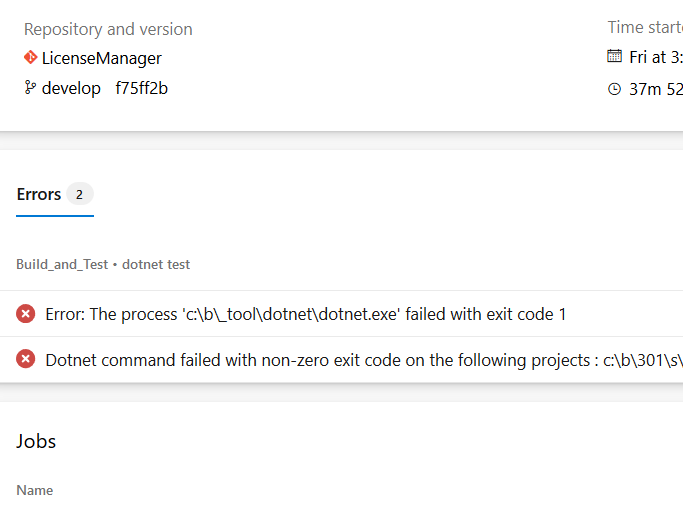 Repository and version
LicenseManager
develop f75ff2b
Time starte
Fri at 3:
37m 52
Errors 2
Build_and_Test • dotnet test
Error: The process 'c:\b\_tool\dotnet\dotnet.exe' failed with exit code 1
Dotnet command failed with non-zero exit code on the following projects : c:\b\301\s\
Jobs
Name